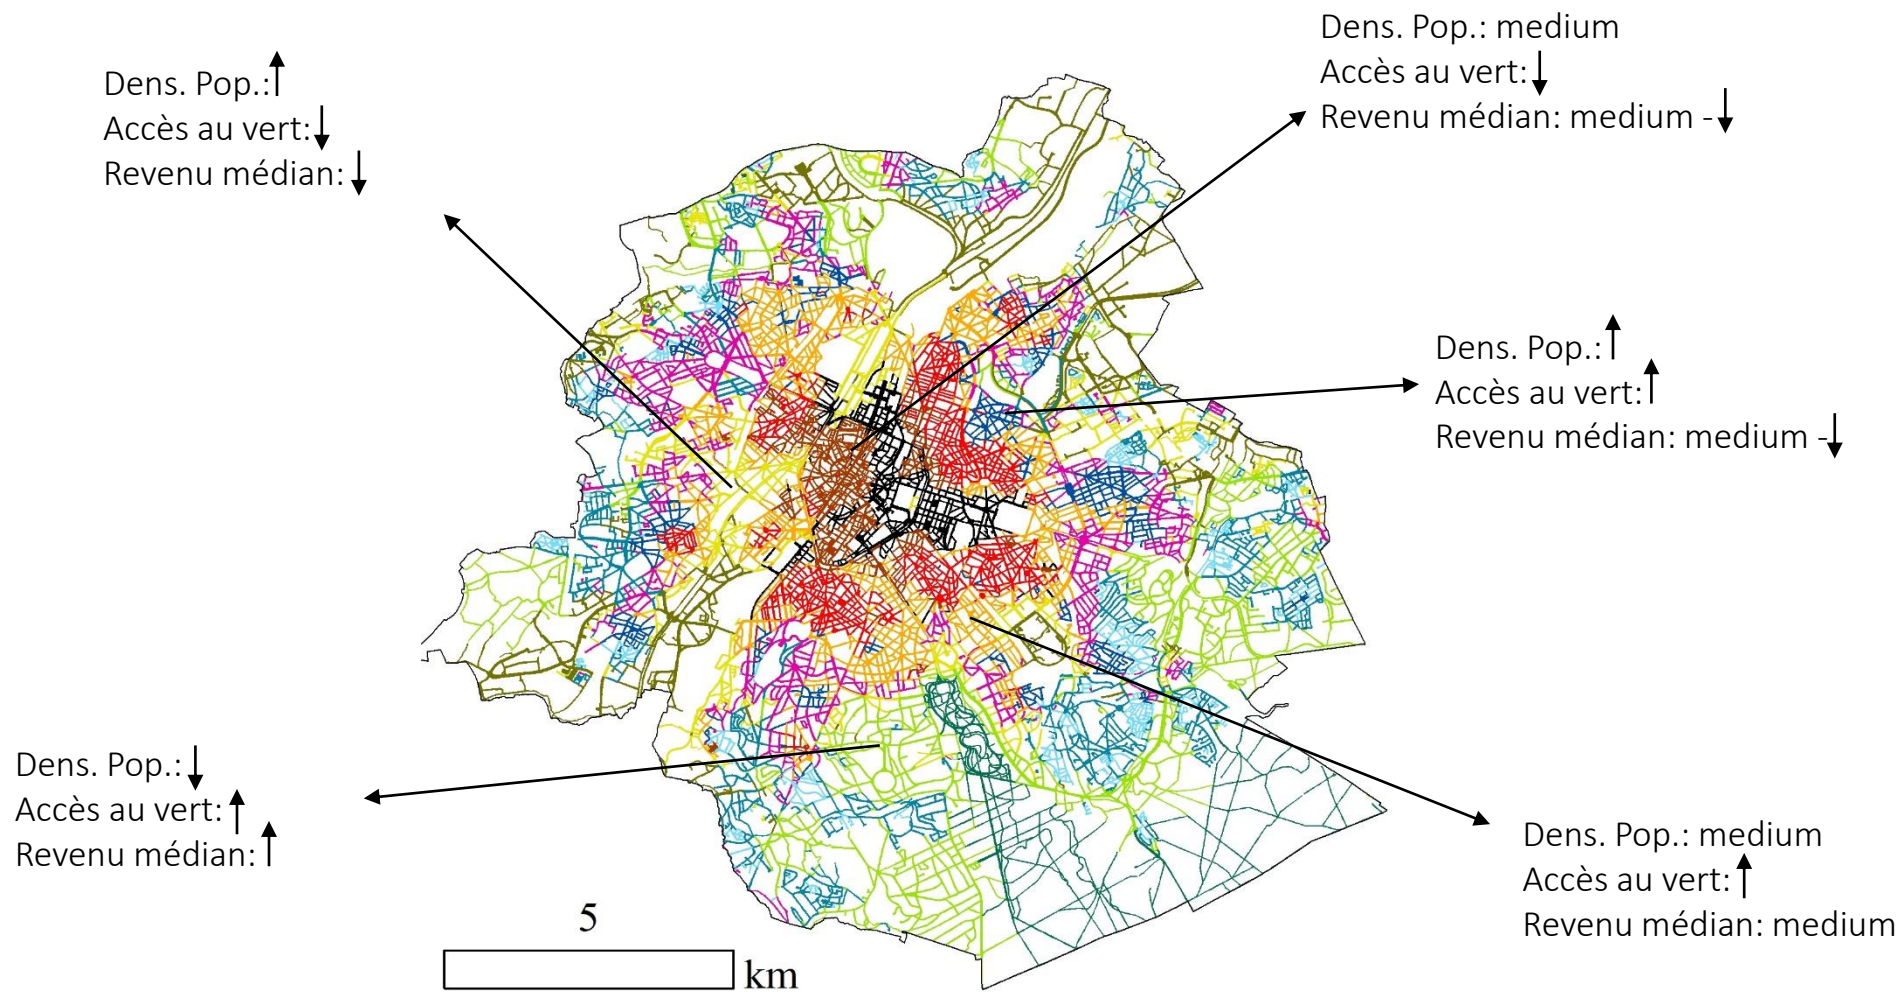 Dens. Pop.: ↑
Accès au vert: ↓
Revenu médian: ↓
Dens. Pop.: medium
Accès au vert: ↓
Revenu médian: medium - ↓
Dens. Pop.: ↑
Accès au vert: ↑
Revenu médian: medium - ↓
Dens. Pop.: ↓
Accès au vert: ↑
Revenu médian: ↑
Dens. Pop.: medium
Accès au vert: ↑
Revenu médian: medium
5
km